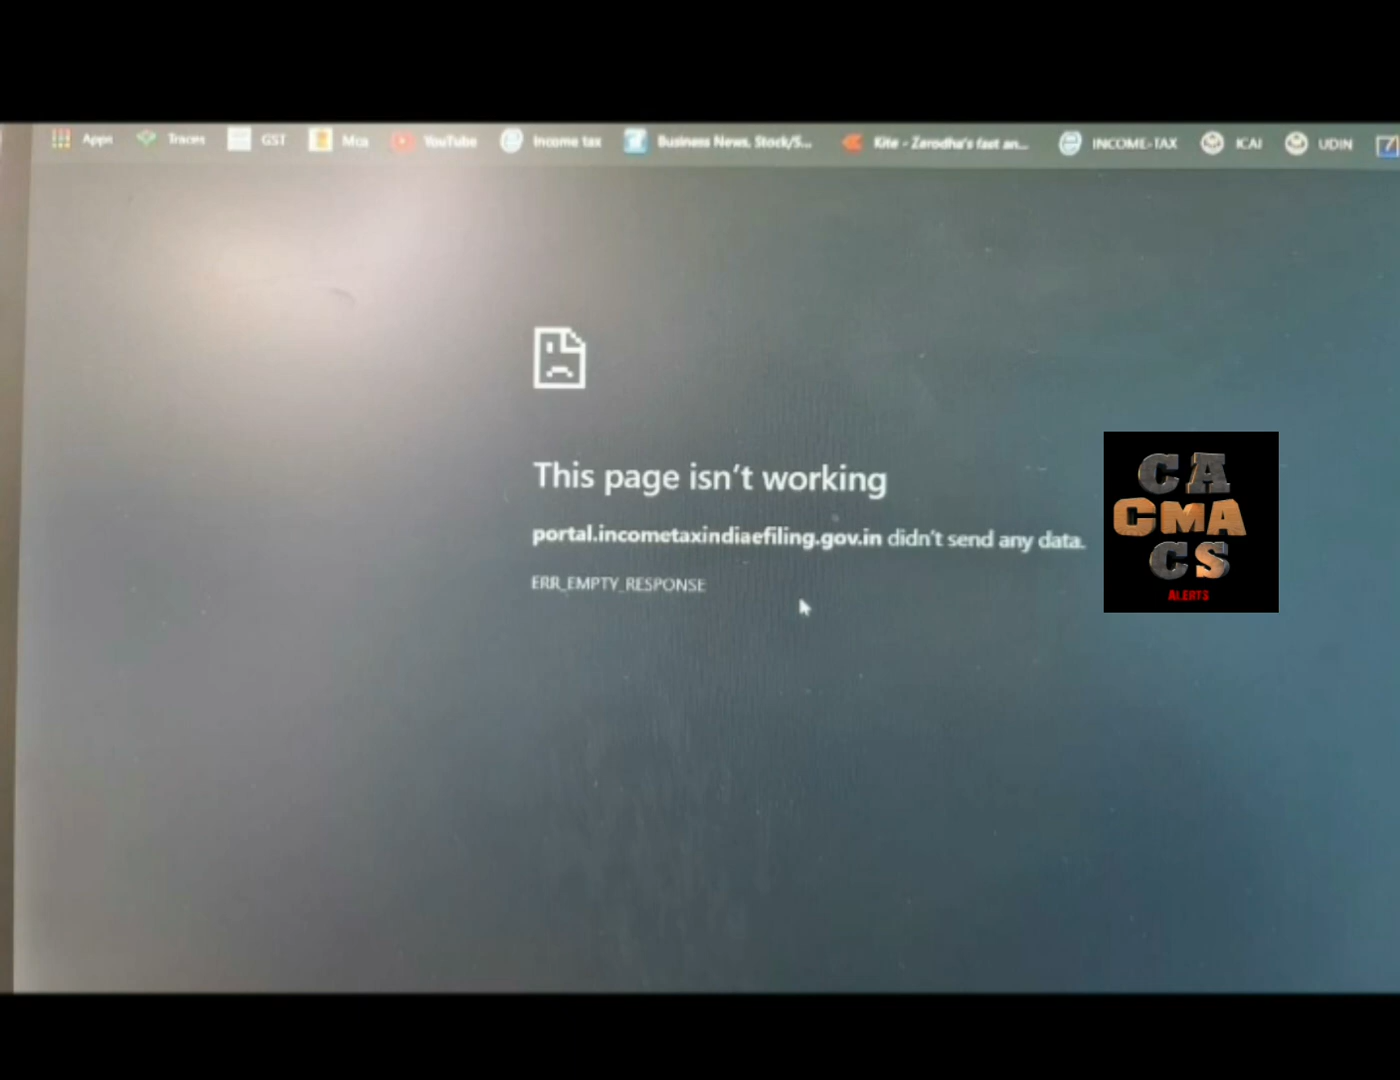 Apps Traces GST Mca YouTube Income tax Business News, Stock/S... Kite - Zerodha's fast an... INCOME-TAX ICAI UDIN
This page isn't working
portal.incometaxindiaefiling.gov.in didn't send any data.
ERR_EMPTY_RESPONSE
CA
CMA
CS
ALERTS